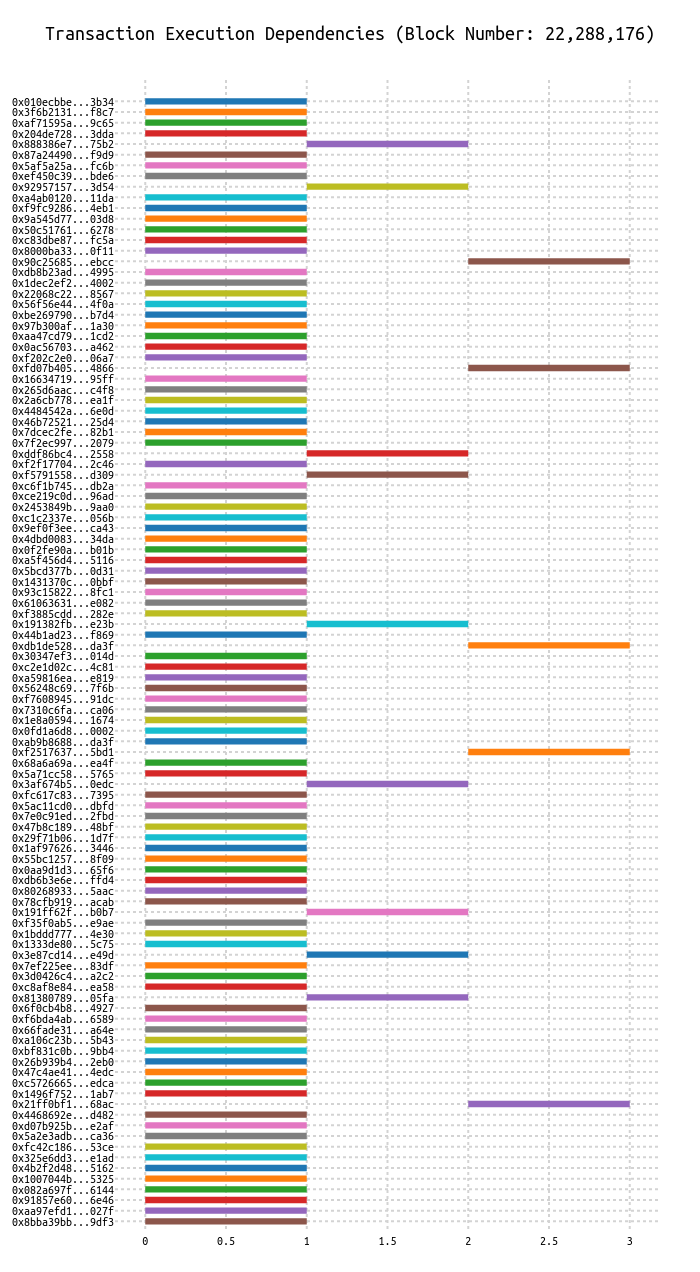 Transaction Execution Dependencies (Block Number: 22,288,176)
0x010ecbbe...3b34
0x3f6b2131...f8c7
0xaf71595a...9c65
0x204de728...3dda
0x888386e7...75b2
0x87a24490...f9d9
0x5af5a25a...fc6b
0xef450c39...bde6
0x92957157...3d54
0xa4ab0120...11da
0xf9fc9286...4eb1
0x9a545d77...03d8
0x50c51761...6278
0xc83dbe87...fc5a
0x8000ba33...0f11
0x90c25685...ebcc
0xdb8b23ad...4995
0x1dec2ef2...4002
0x22068c22...8567
0x56f56e44...4f0a
0xbe269790...b7d4
0x97b300af...1a30
0xaa47cd79...1cd2
0x0ac56703...a462
0xf202c2e0...06a7
0xfd07b405...4866
0x16634719...95ff
0x265d6aac...c4f8
0x2a6cb778...ea1f
0x4484542a...6e0d
0x46b72521...25d4
0x7dcec2fe...82b1
0x7f2ec997...2079
0xddf86bc4...2558
0xf2f17704...2c46
0xf5791558...d309
0xc6f1b745...db2a
0xce219c0d...96ad
0x2453849b...9aa0
0xc1c2337e...056b
0x9ef0f3ee...ca43
0x4dbd0083...34da
0x0f2fe90a...b01b
0xa5f456d4...5116
0x5bcd377b...0d31
0x1431370c...0bbf
0x93c15822...8fc1
0x61063631...e082
0xf3885cdd...282e
0x191382fb...e23b
0x44b1ad23...f869
0xdb1de528...da3f
0x30347ef3...014d
0xc2e1d02c...4c81
0xa59816ea...e819
0x56248c69...7f6b
0xf7608945...91dc
0x7310c6fa...ca06
0x1e8a0594...1674
0x0fd1a6d8...0002
0xab9b8688...da3f
0xf2517637...5bd1
0x68a6a69a...ea4f
0x5a71cc58...5765
0x3af674b5...0edc
0xfc617c83...7395
0x5ac11cd0...dbfd
0x7e0c91ed...2fbd
0x47b8c189...48bf
0x29f71b06...1d7f
0x1af97626...3446
0x55bc1257...8f09
0x0aa9d1d3...65f6
0xdb6b3e6e...ffd4
0x80268933...5aac
0x78cfb919...acab
0x191ff62f...b0b7
0xf35f0ab5...e9ae
0x1bddd777...4e30
0x1333de80...5c75
0x3e87cd14...e49d
0x7ef225ee...83df
0x3d0426c4...a2c2
0xc8af8e84...ea58
0x81380789...05fa
0x6f0cb4b8...4927
0xf6bda4ab...6589
0x66fade31...a64e
0xa106c23b...5b43
0xbf831c0b...9bb4
0x26b939b4...2eb0
0x47c4ae41...4edc
0xc5726665...edca
0x1496f752...1ab7
0x21ff0bf1...68ac
0x4468692e...d482
0xd07b925b...e2af
0x5a2e3adb...ca36
0xfc42c186...53ce
0x325e6dd3...e1ad
0x4b2f2d48...5162
0x1007044b...5325
0x082a697f...6144
0x91857e60...6e46
0xaa97efd1...027f
0x8bba39bb...9df3
0 0.5 1 1.5 2 2.5 3